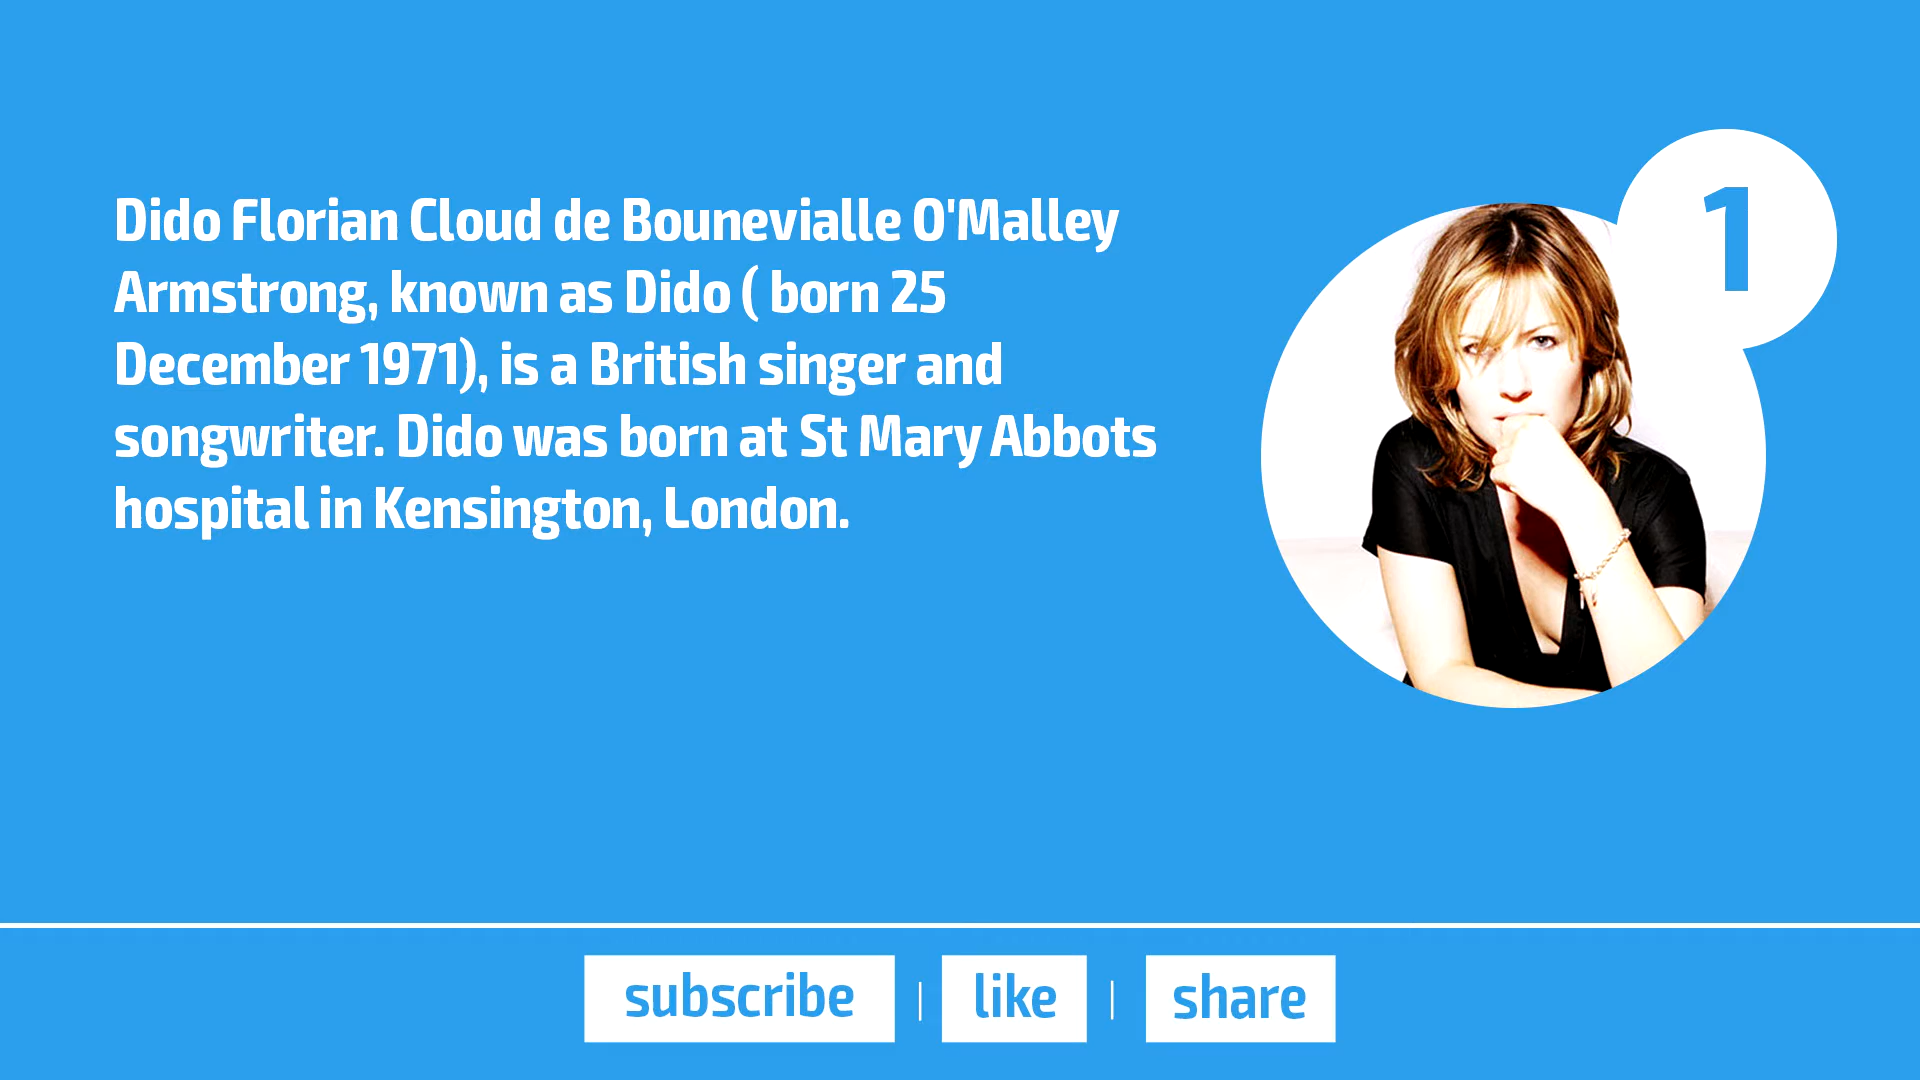 1
Dido Florian Cloud de Bounevialle O'Malley
Armstrong, known as Dido ( born 25
December 1971), is a British singer and
songwriter. Dido was born at St Mary Abbots
hospital in Kensington, London.
subscribe | like | share